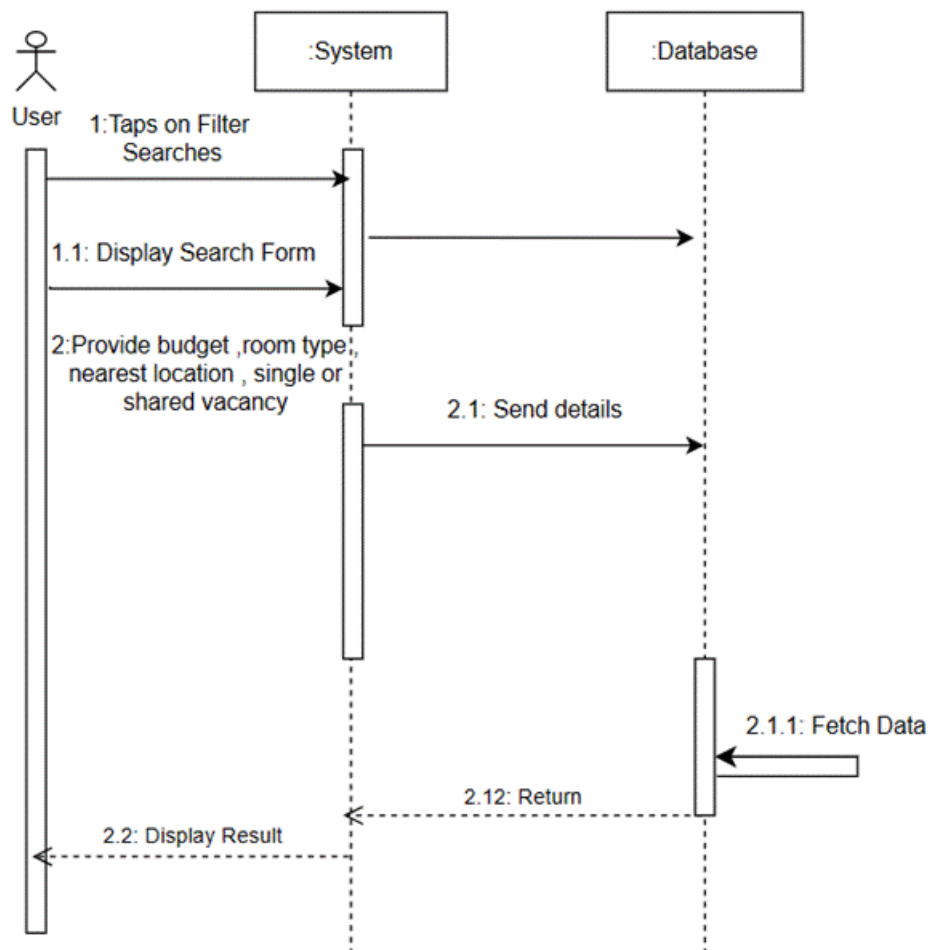 :System
:Database
User
1:Taps on Filter
Searches
1.1: Display Search Form
2:Provide budget ,room type ,
nearest location , single or
shared vacancy
2.1: Send details
2.1.1: Fetch Data
2.12: Return
2.2: Display Result